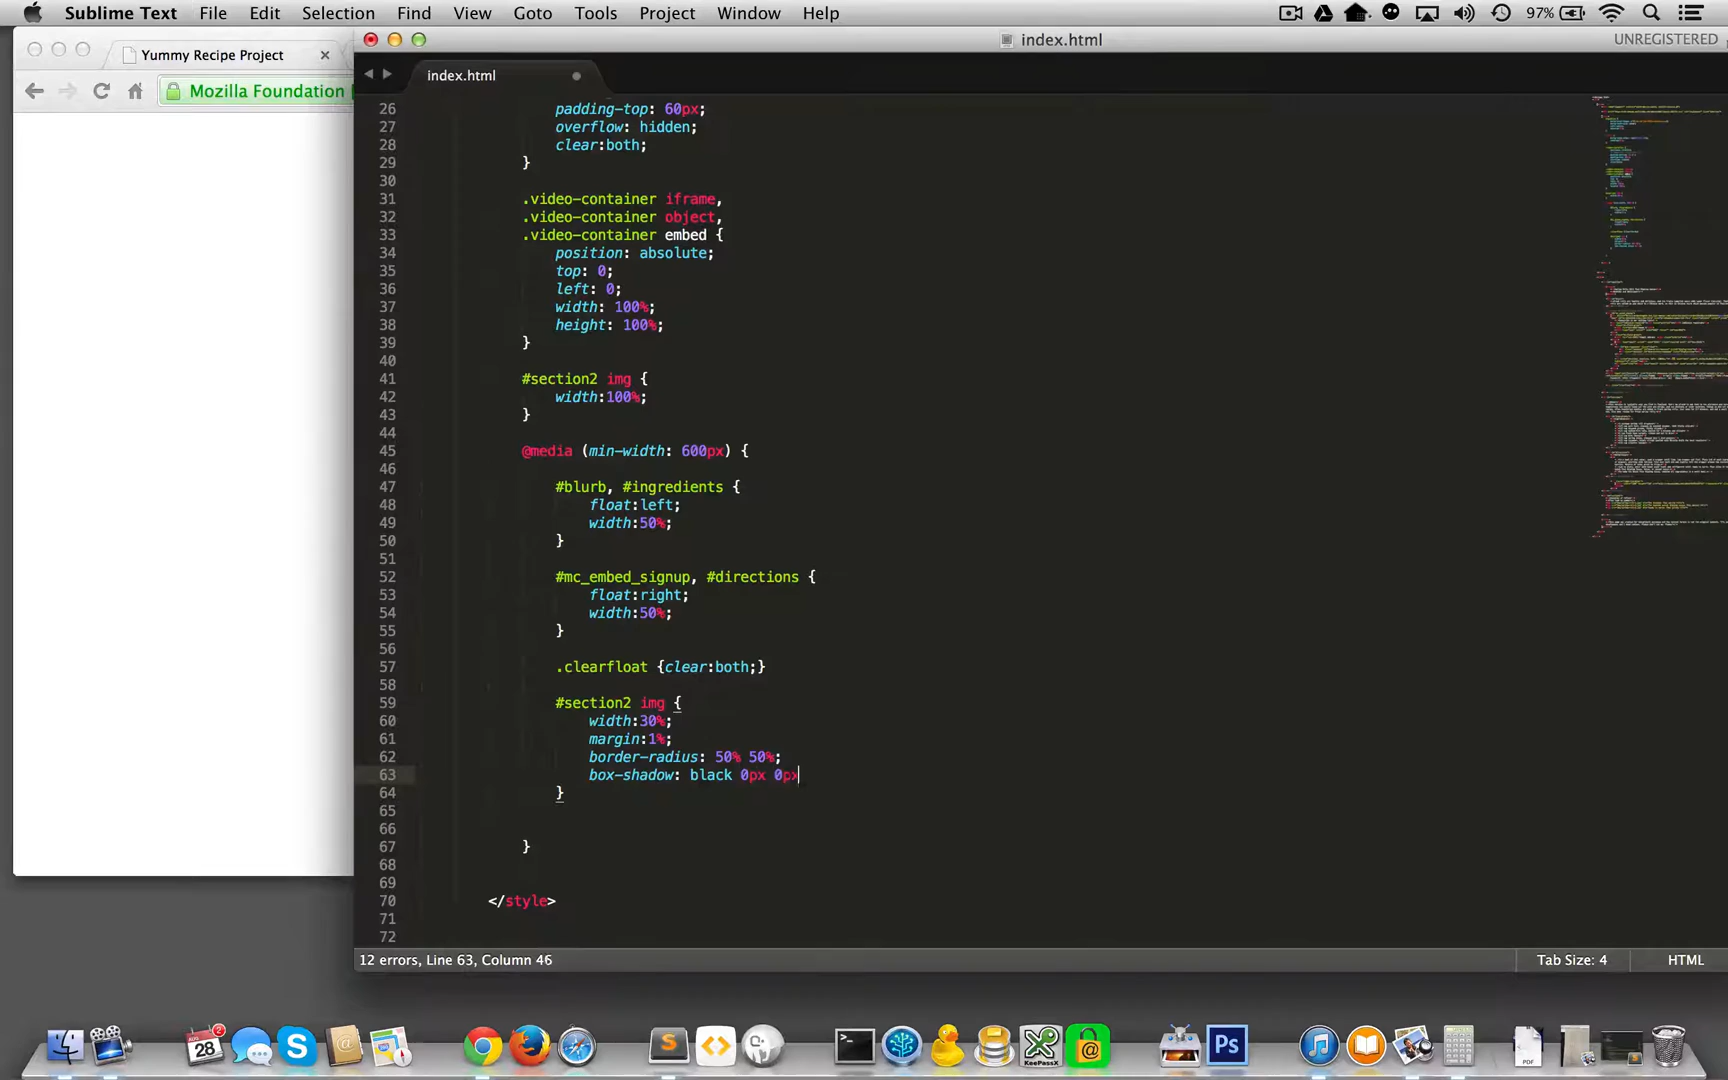 Sublime Text File Edit Selection Find View Goto Tools Project Window Help 97%
Yummy Recipe Project
Mozilla Foundation
index.html
UNREGISTERED
index.html
26 padding-top: 60px;
27 overflow: hidden;
28 clear:both;
29 }
30
31 .video-container iframe,
32 .video-container object,
33 .video-container embed {
34 position: absolute;
35 top: 0;
36 left: 0;
37 width: 100%;
38 height: 100%;
39 }
40
41 #section2 img {
42 width:100%;
43 }
44
45 @media (min-width: 600px) {
46
47 #blurb, #ingredients {
48 float:left;
49 width:50%;
50 }
51
52 #mc_embed_signup, #directions {
53 float:right;
54 width:50%;
55 }
56
57 .clearfloat {clear:both;}
58
59 #section2 img {
60 width:30%;
61 margin:1%;
62 border-radius: 50% 50%;
63 box-shadow: black 0px 0px
64 }
65
66
67 }
68
69
70 </style>
71
72
12 errors, Line 63, Column 46
Tab Size: 4
HTML
2
28
Ps
PDF